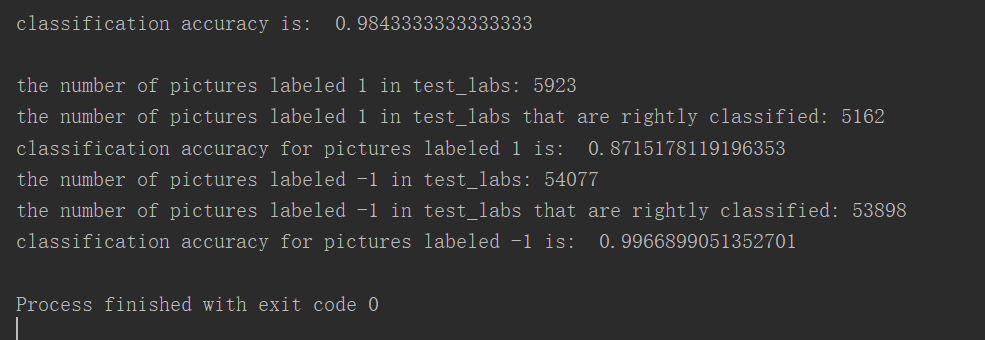 classification accuracy is:  0.9843333333333333
the number of pictures labeled 1 in test_labs: 5923
the number of pictures labeled 1 in test_labs that are rightly classified: 5162
classification accuracy for pictures labeled 1 is:  0.8715178119196353
the number of pictures labeled -1 in test_labs: 54077
the number of pictures labeled -1 in test_labs that are rightly classified: 53898
classification accuracy for pictures labeled -1 is:  0.9966899051352701
Process finished with exit code 0